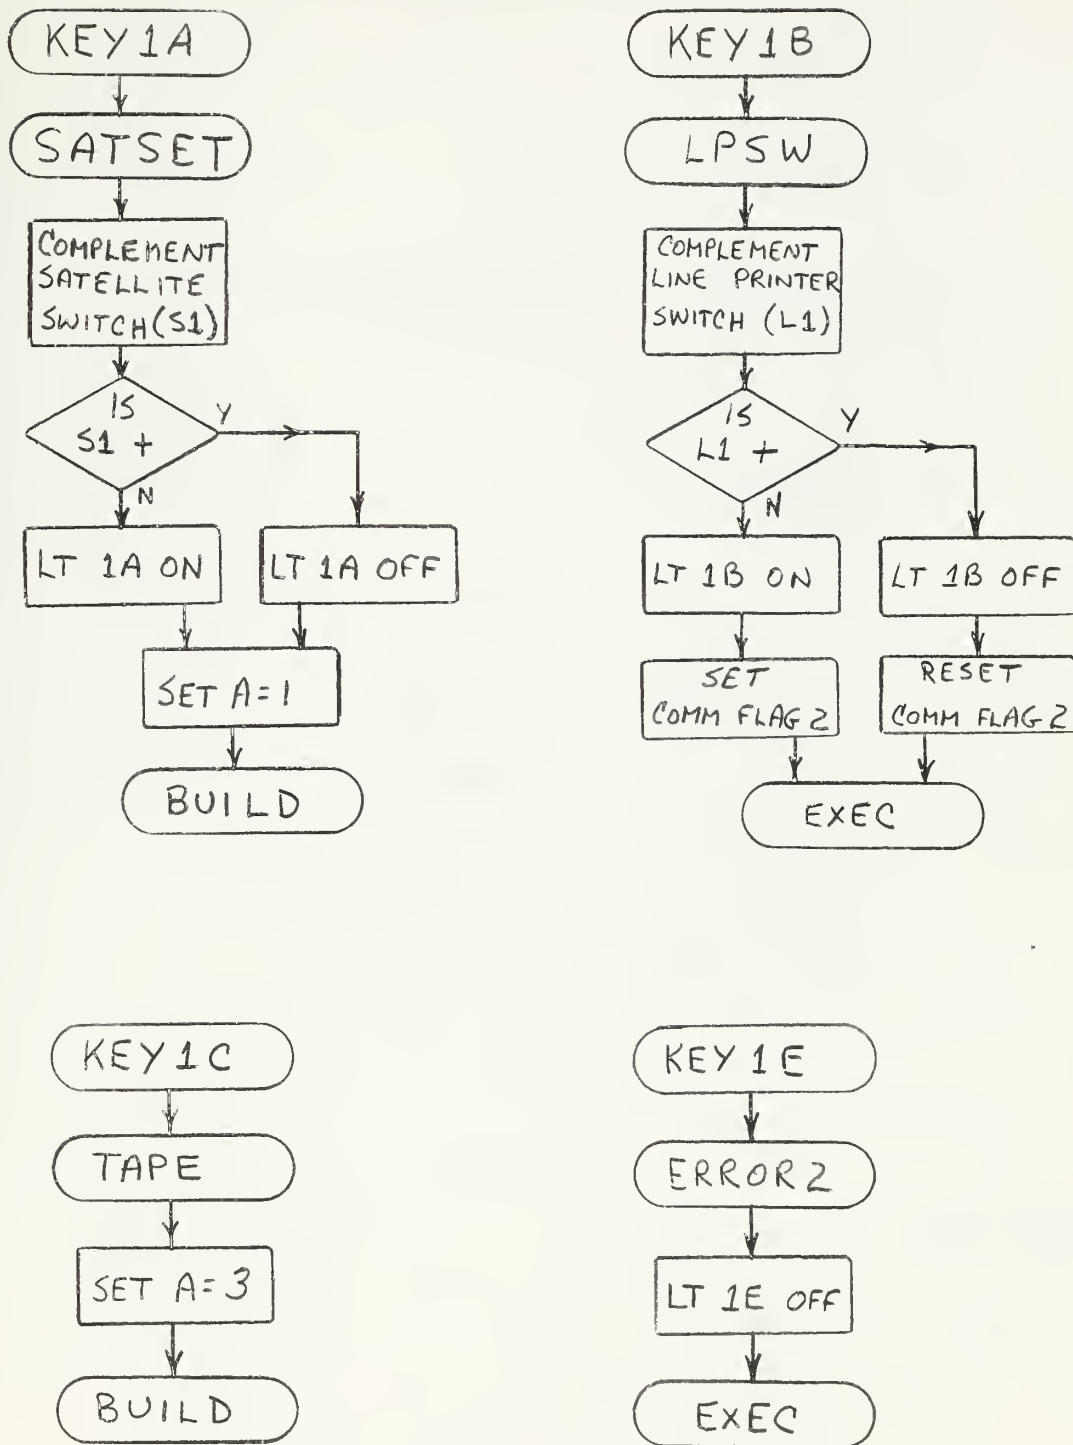 KEY1A
SATSET
COMPLEMENT
SATELLITE
SWITCH(S1)
IS
S1 +
Y
N
LT 1A ON
LT 1A OFF
SET A=1
BUILD
KEY1B
LPSW
COMPLEMENT
LINE PRINTER
SWITCH (L1)
IS
L1 +
Y
N
LT 1B ON
LT 1B OFF
SET
COMM FLAG 2
RESET
COMM FLAG 2
EXEC
KEY1C
TAPE
SET A=3
BUILD
KEY 1E
ERROR2
LT 1E OFF
EXEC